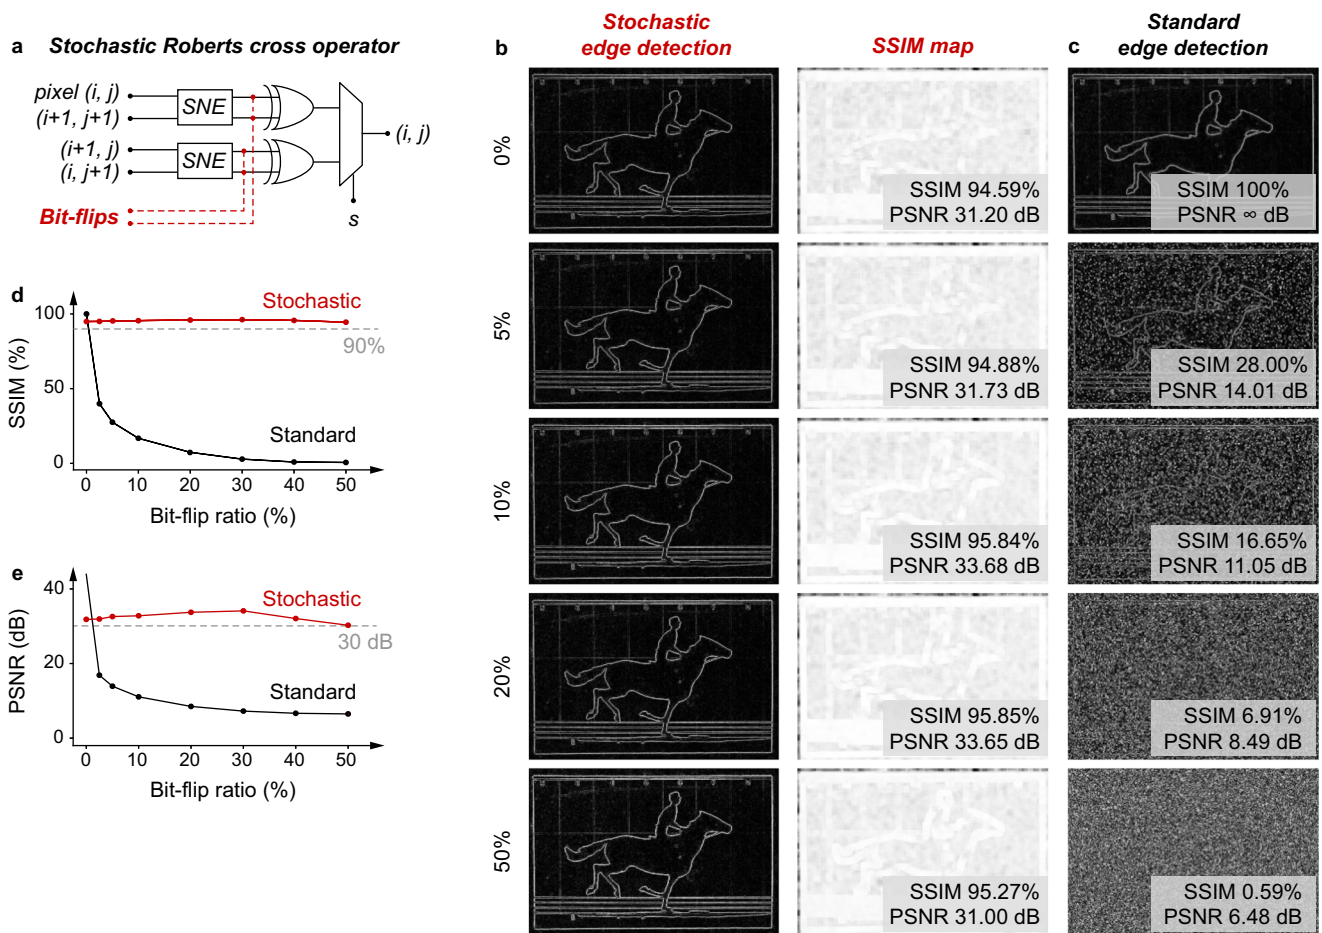 a
Stochastic Roberts cross operator
pixel (i, j)
(i+1, j+1)
SNE
(i+1, j)
(i, j+1)
SNE
(i, j)
s
Bit-flips
b
Stochastic
edge detection
SSIM map
c
Standard
edge detection
0%
SSIM 94.59%
PSNR 31.20 dB
SSIM 100%
PSNR ∞ dB
5%
SSIM 94.88%
PSNR 31.73 dB
SSIM 28.00%
PSNR 14.01 dB
10%
SSIM 95.84%
PSNR 33.68 dB
SSIM 16.65%
PSNR 11.05 dB
20%
SSIM 95.85%
PSNR 33.65 dB
SSIM 6.91%
PSNR 8.49 dB
50%
SSIM 95.27%
PSNR 31.00 dB
SSIM 0.59%
PSNR 6.48 dB
d
SSIM (%)
100
50
0
Stochastic
90%
Standard
0 10 20 30 40 50
Bit-flip ratio (%)
e
PSNR (dB)
40
20
0
Stochastic
30 dB
Standard
0 10 20 30 40 50
Bit-flip ratio (%)